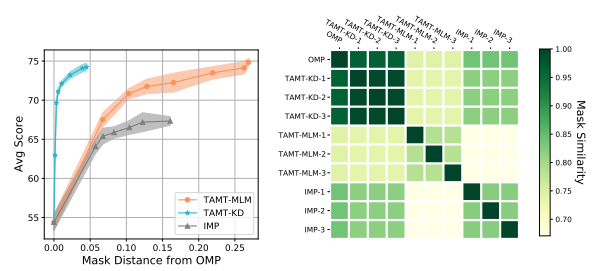 Avg Score
75
70
65
60
55
0.00
0.05
0.10
0.15
0.20
0.25
Mask Distance from OMP
TAMT-MLM
TAMT-KD
IMP
OMP
TAMT-KD-1
TAMT-KD-2
TAMT-KD-3
TAMT-MLM-1
TAMT-MLM-2
TAMT-MLM-3
IMP-1
IMP-2
IMP-3
OMP
TAMT-KD-1
TAMT-KD-2
TAMT-KD-3
TAMT-MLM-1
TAMT-MLM-2
TAMT-MLM-3
IMP-1
IMP-2
IMP-3
1.00
0.95
0.90
0.85
0.80
0.75
0.70
Mask Similarity